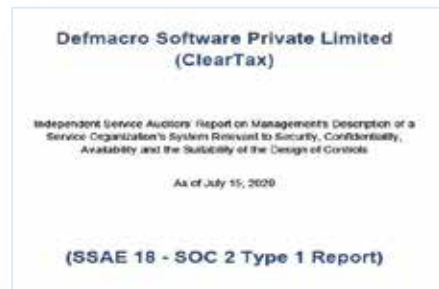 Defmacro Software Private Limited
(ClearTax)
Independent Service Auditors' Report on Management's Description of a
Service Organization's System Relevant to Security, Confidentiality,
Availability and the Suitability of the Design of Controls
As of July 15, 2020
(SSAE 18 - SOC 2 Type 1 Report)